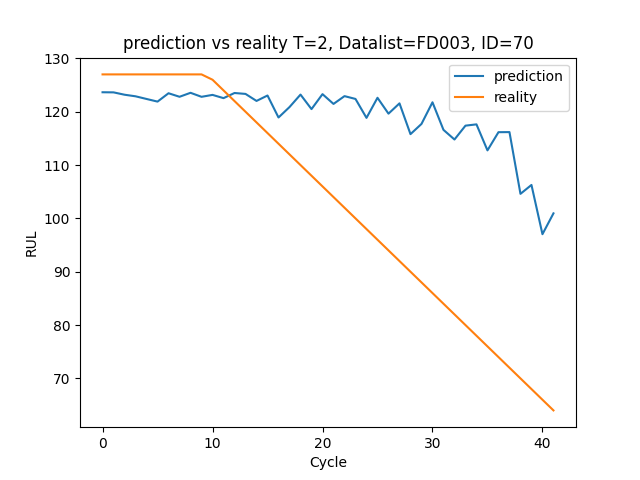 prediction vs reality T=2, Datalist=FD003, ID=70
prediction
reality
RUL
130
120
110
100
90
80
70
0 10 20 30 40
Cycle